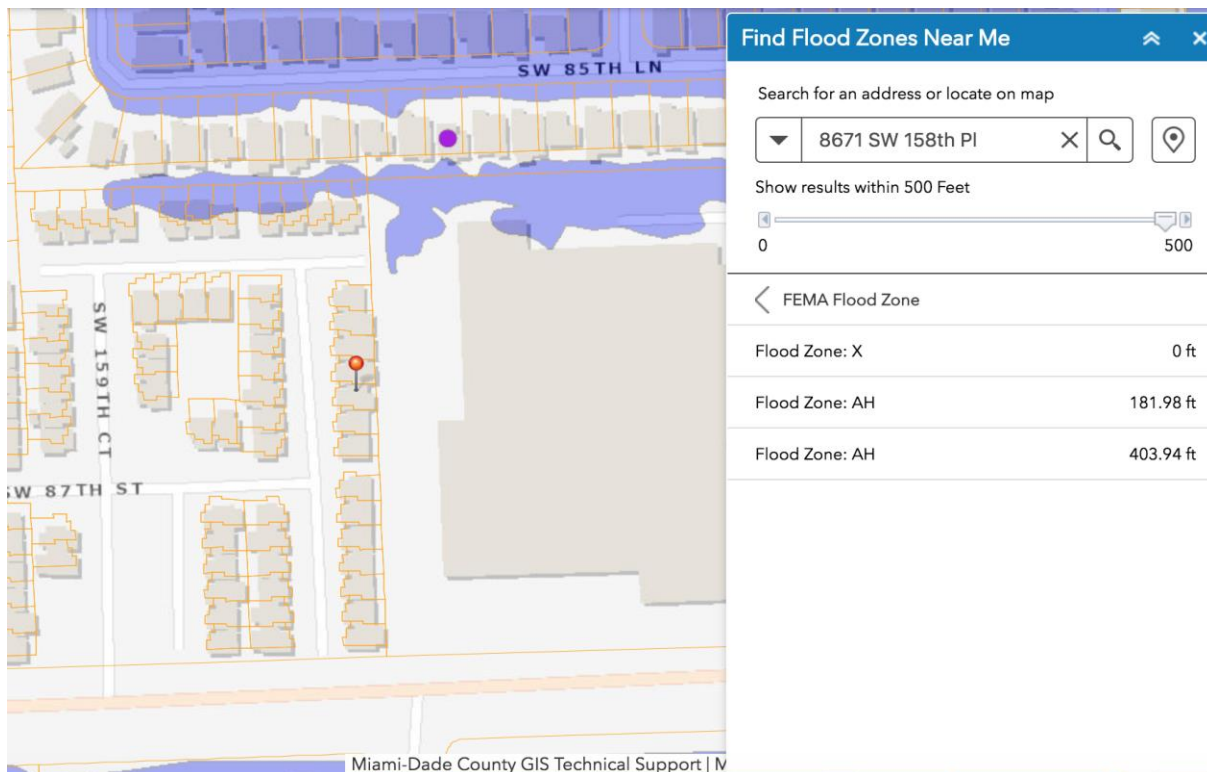 SW 85TH LN
SW 159TH CT
SW 87TH ST
Miami-Dade County GIS Technical Support | M
Find Flood Zones Near Me
Search for an address or locate on map
8671 SW 158th Pl
Show results within 500 Feet
0 500
FEMA Flood Zone
Flood Zone: X 0 ft
Flood Zone: AH 181.98 ft
Flood Zone: AH 403.94 ft